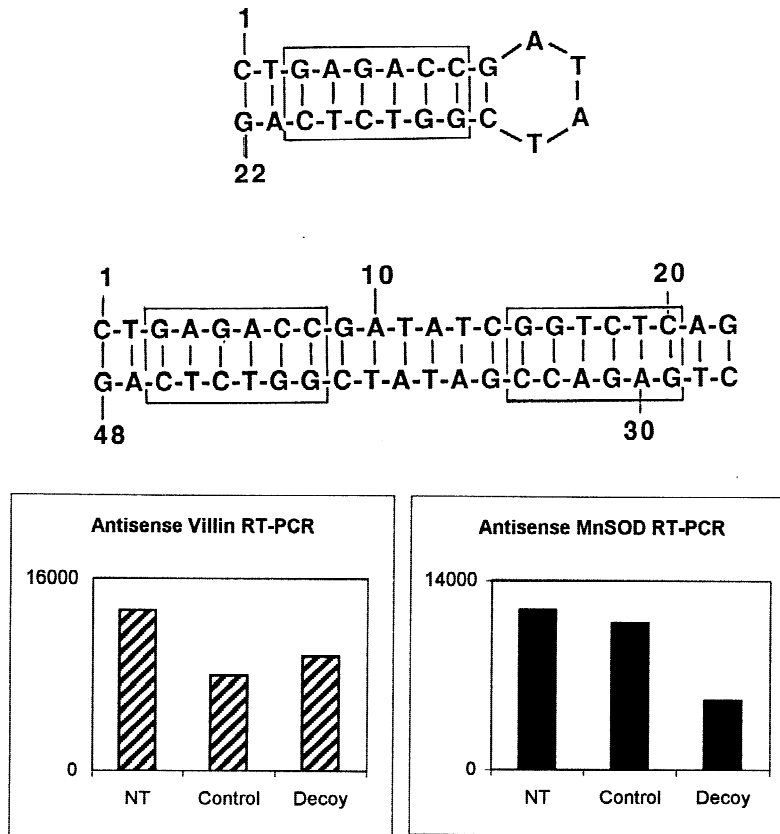 1
C-T-G-A-G-A-C-C-G A T
G-A-C-T-C-T-G-G-C T A
22
1 10 20
C-T-G-A-G-A-C-C-G-A-T-A-T-C-G-G-T-C-T-C-A-G
G-A-C-T-C-T-G-G-C-T-A-T-A-G-C-C-A-G-A-G-T-C
48 30
Antisense Villin RT-PCR
16000
0
NT Control Decoy
Antisense MnSOD RT-PCR
14000
0
NT Control Decoy